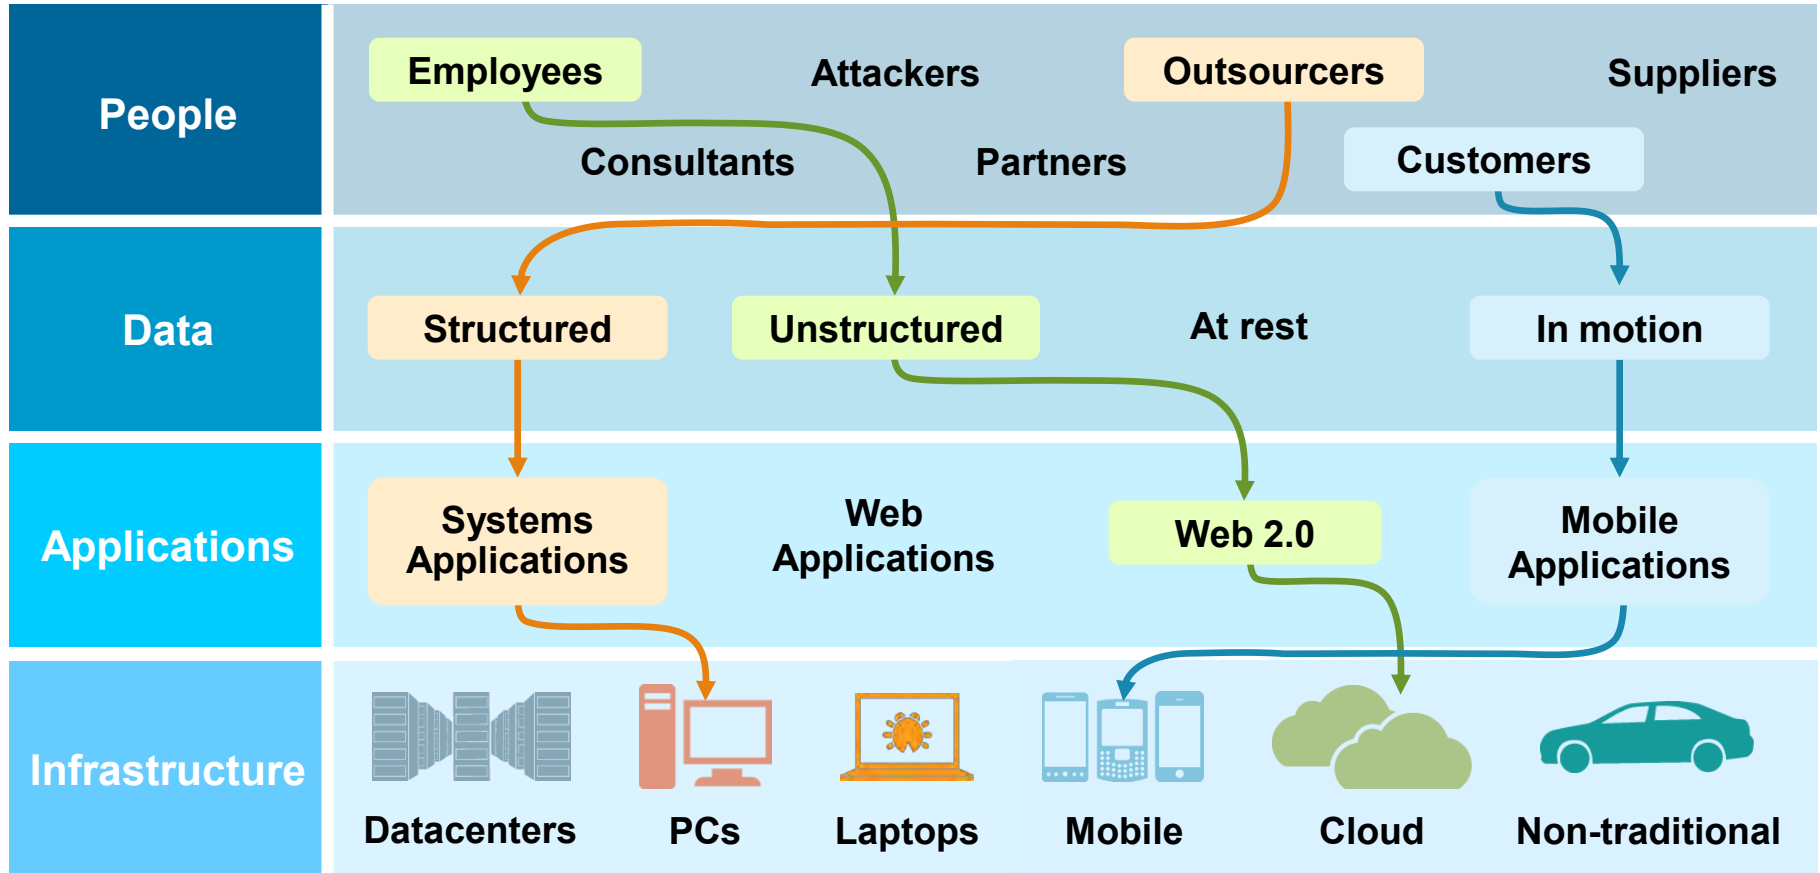 People
Employees
Attackers
Outsourcers
Suppliers
Consultants
Partners
Customers
Data
Structured
Unstructured
At rest
In motion
Applications
Systems
Applications
Web
Applications
Web 2.0
Mobile
Applications
Infrastructure
Datacenters
PCs
Laptops
Mobile
Cloud
Non-traditional